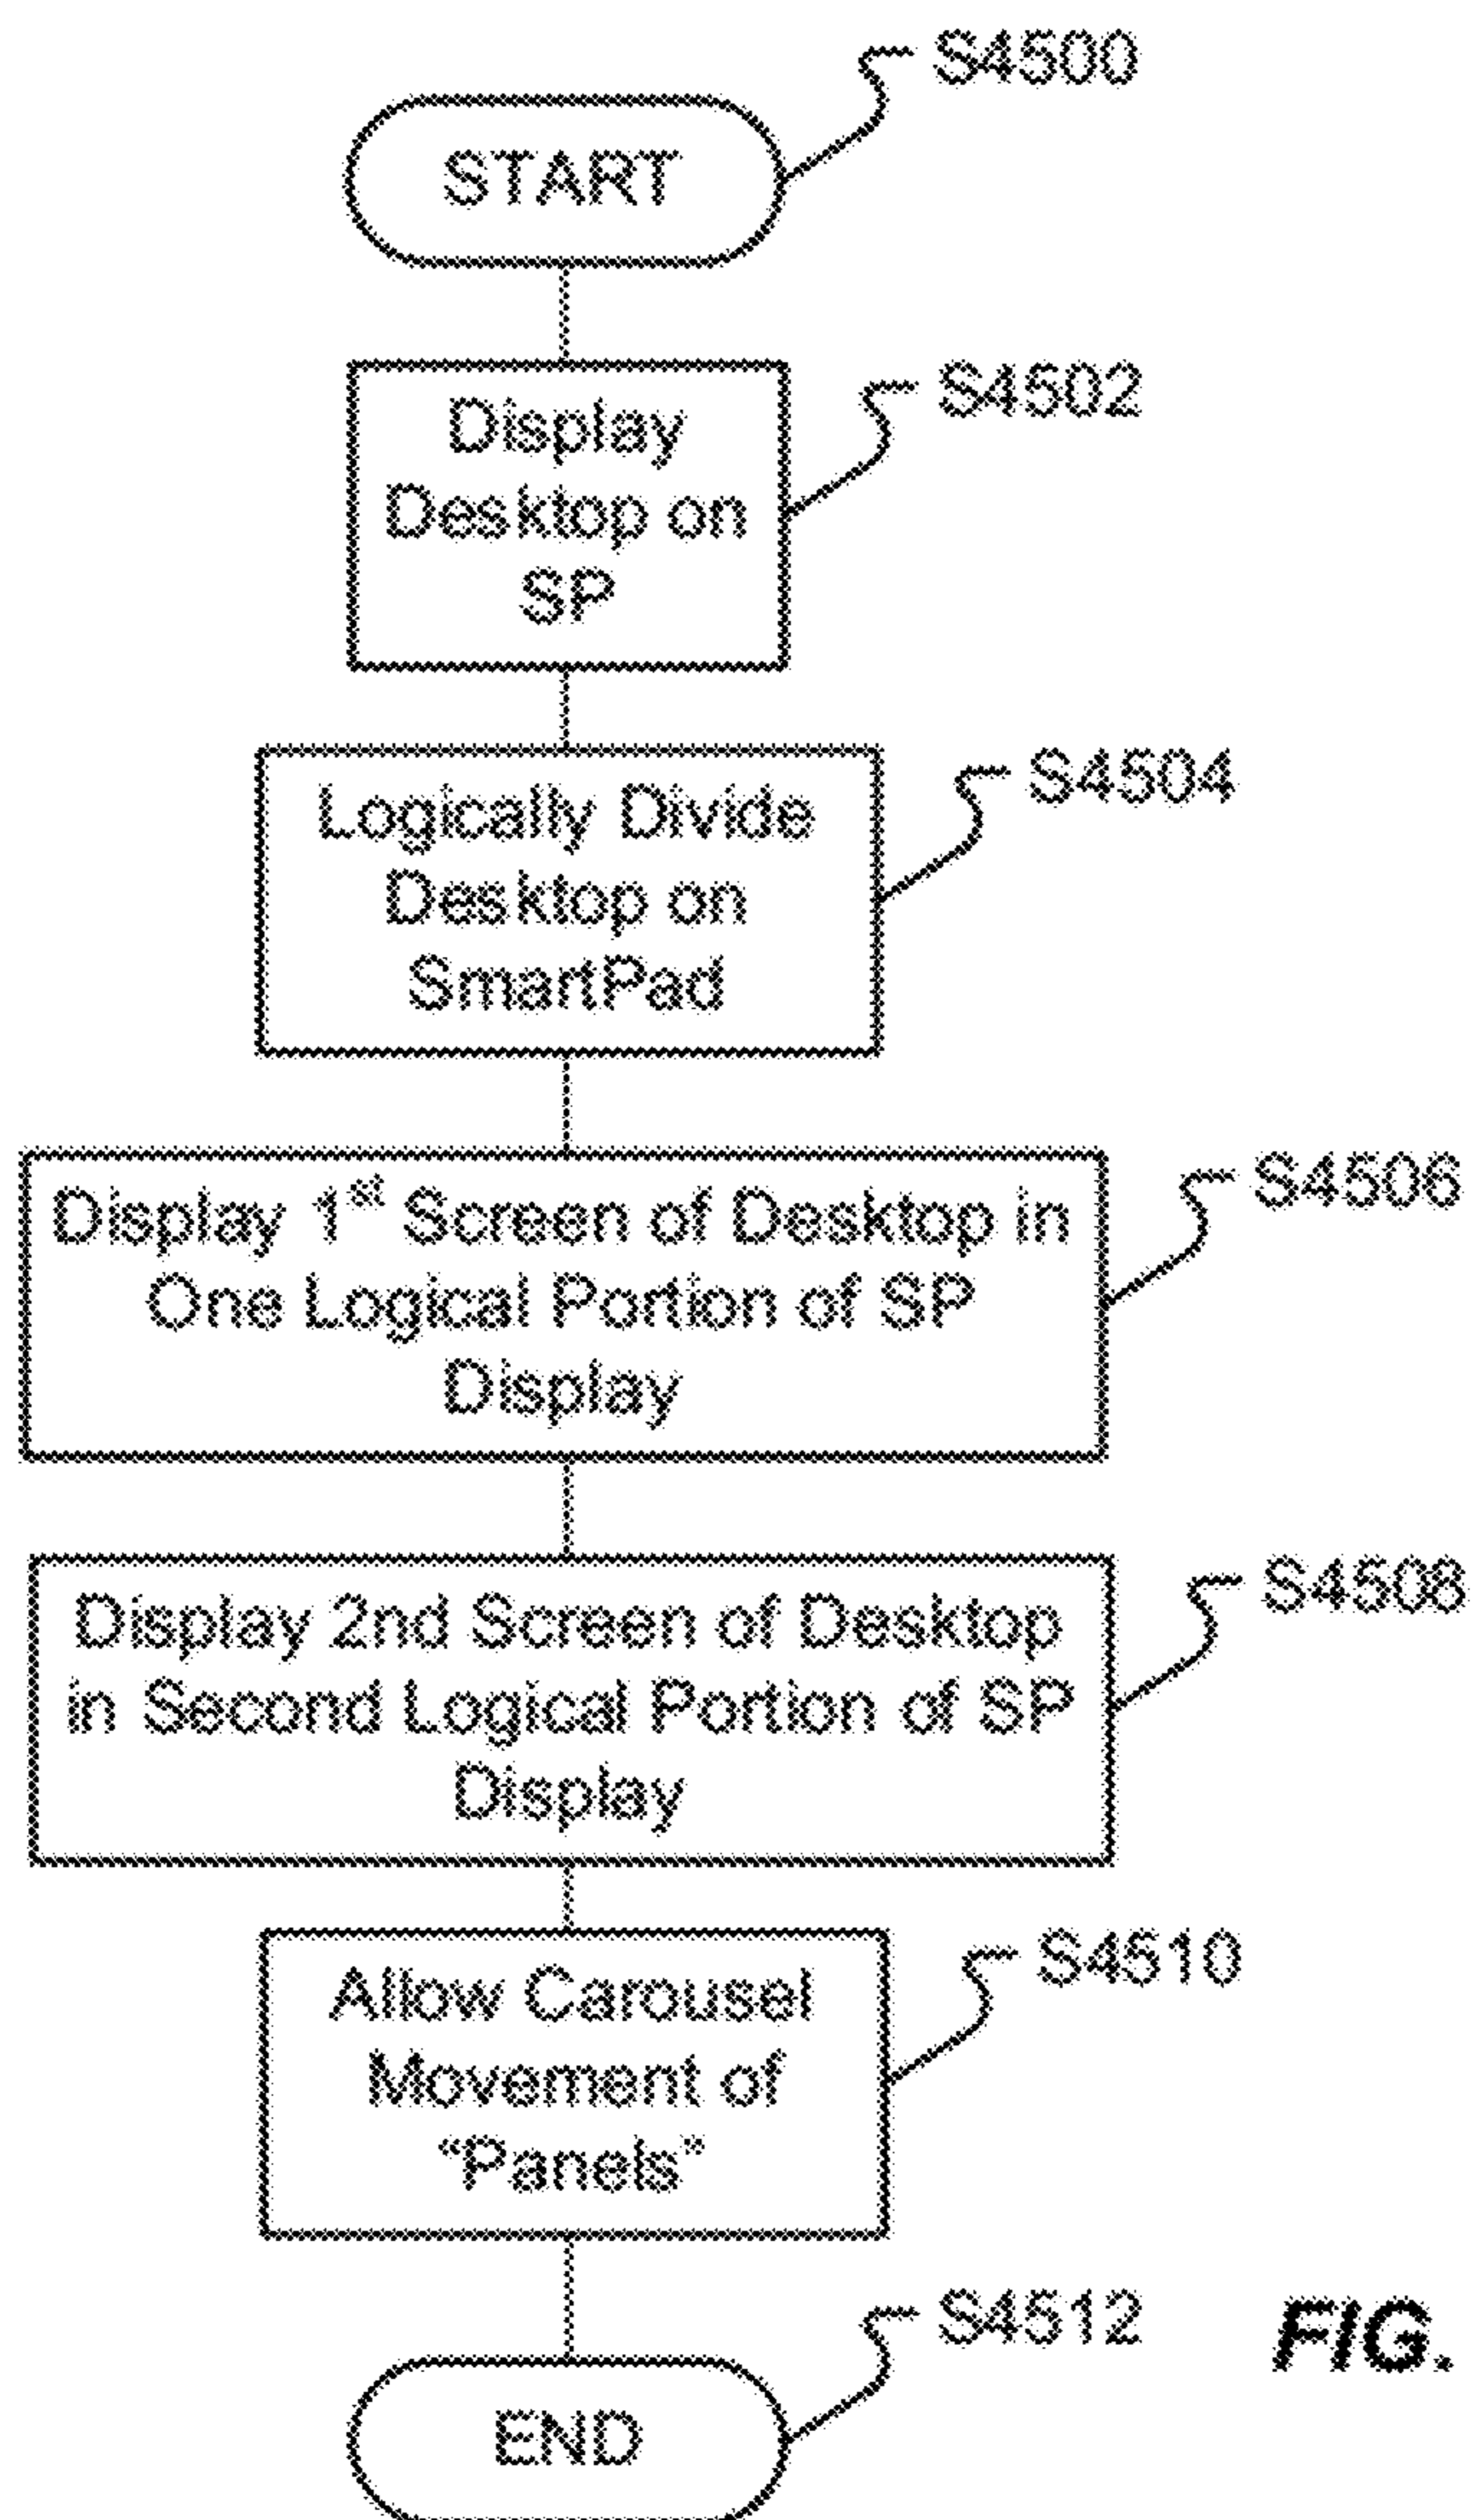 S4500
START
S4502
Display
Desktop on
SP
S4504
Logically Divide
Desktop on
SmartPad
S4506
Display 1st Screen of Desktop in
One Logical Portion of SP
Display
S4508
Display 2nd Screen of Desktop
in Second Logical Portion of SP
Display
S4510
Allow Carousel
Movement of
“Panels”
S4512
FIG.
END